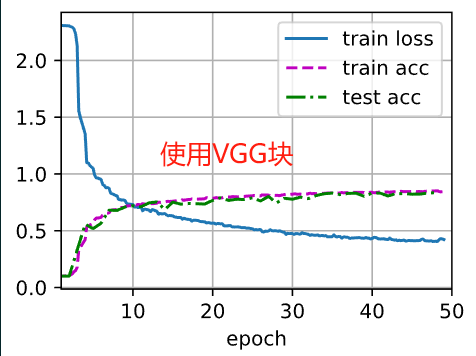 train loss
train acc
test acc
使用VGG块
2.0
1.5
1.0
0.5
0.0
10 20 30 40 50
epoch